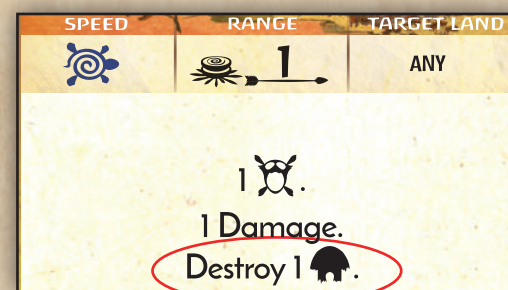 SPEED RANGE TARGET LAND
1 ANY
1 .
1 Damage.
Destroy 1 .